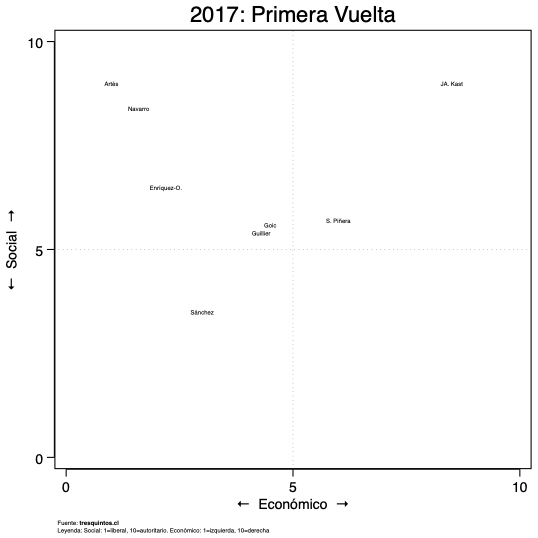 2017: Primera Vuelta
10
Artés
JA. Kast
Navarro
Enríquez-O.
Goic
S. Piñera
Guillier
← Social →
5
Sánchez
0
0
5
10
← Económico →
Fuente: tresquintos.cl
Leyenda: Social: 1=liberal, 10=autoritario. Económico: 1=izquierda, 10=derecha